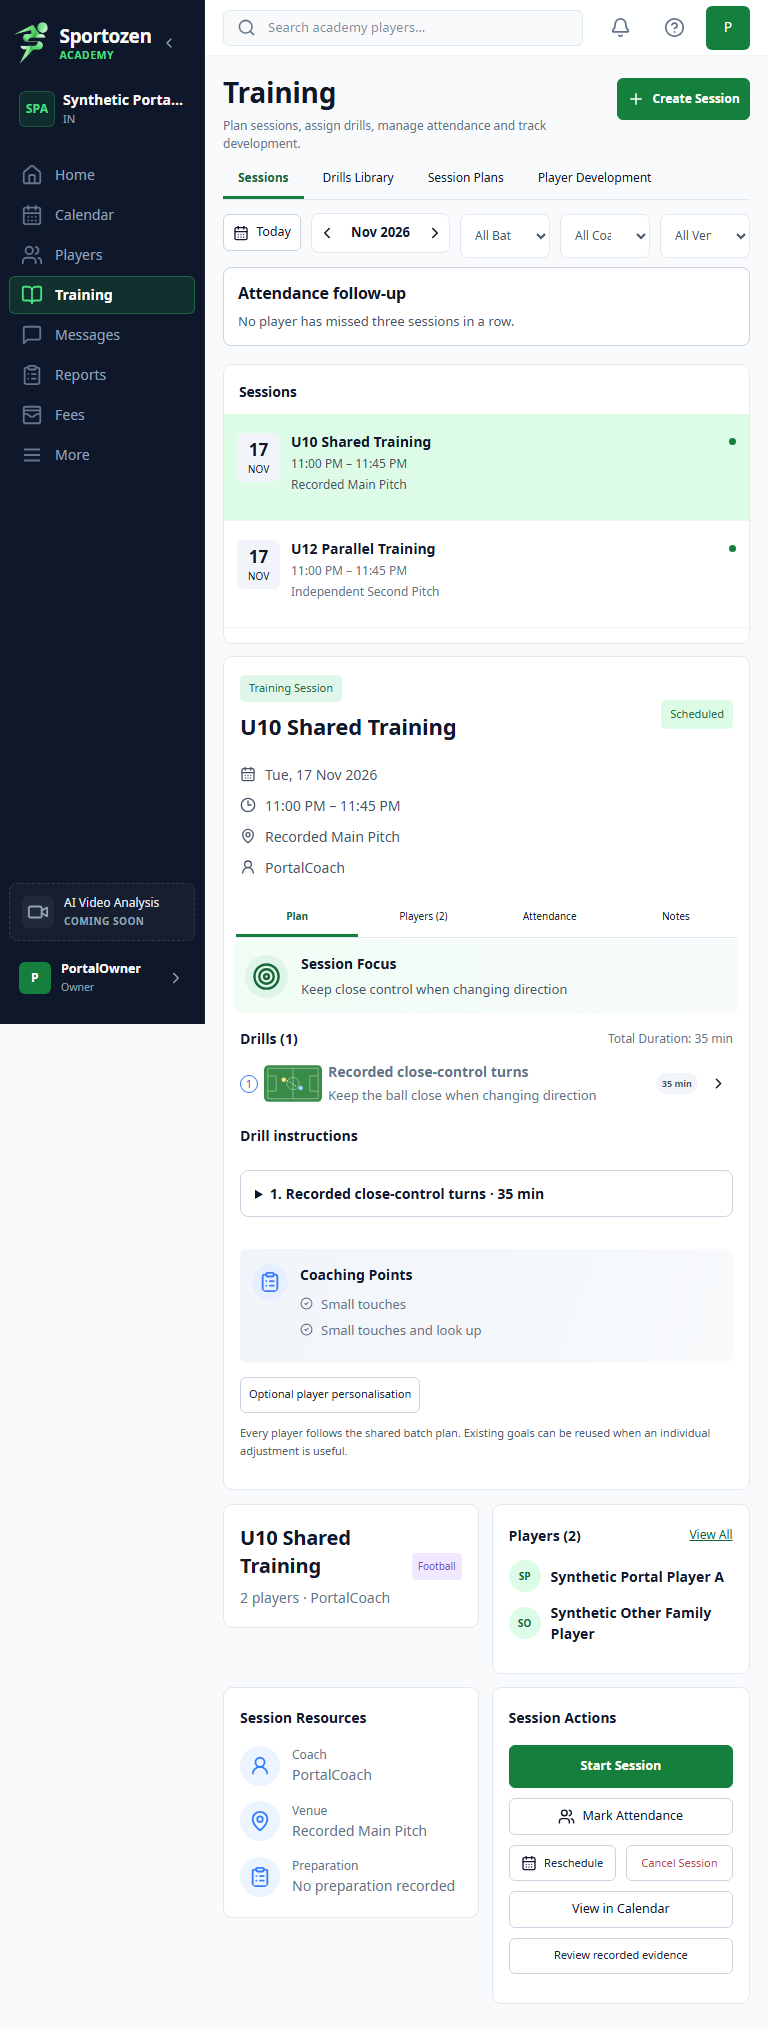 Sportozen
ACADEMY
SPA
Synthetic Porta...
IN
Home
Calendar
Players
Training
Messages
Reports
Fees
More
AI Video Analysis
COMING SOON
P
PortalOwner
Owner
Search academy players...
P
Training
Plan sessions, assign drills, manage attendance and track
development.
Create Session
Sessions
Drills Library
Session Plans
Player Development
Today
Nov 2026
All Bat
All Coa
All Ver
Attendance follow-up
No player has missed three sessions in a row.
Sessions
17
NOV
U10 Shared Training
11:00 PM – 11:45 PM
Recorded Main Pitch
17
NOV
U12 Parallel Training
11:00 PM – 11:45 PM
Independent Second Pitch
Training Session
U10 Shared Training
Scheduled
Tue, 17 Nov 2026
11:00 PM – 11:45 PM
Recorded Main Pitch
PortalCoach
Plan
Players (2)
Attendance
Notes
Session Focus
Keep close control when changing direction
Drills (1)
Total Duration: 35 min
1
Recorded close-control turns
Keep the ball close when changing direction
35 min
Drill instructions
1. Recorded close-control turns · 35 min
Coaching Points
Small touches
Small touches and look up
Optional player personalisation
Every player follows the shared batch plan. Existing goals can be reused when an individual
adjustment is useful.
U10 Shared
Training
Football
2 players · PortalCoach
Players (2)
View All
SP
Synthetic Portal Player A
SO
Synthetic Other Family
Player
Session Resources
Coach
PortalCoach
Venue
Recorded Main Pitch
Preparation
No preparation recorded
Session Actions
Start Session
Mark Attendance
Reschedule
Cancel Session
View in Calendar
Review recorded evidence